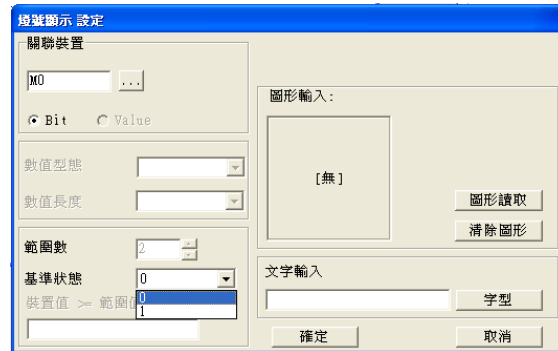 燈號顯示 設定
關聯裝置
M0
...
Bit
Value
數值型態
數值長度
範圍數
2
基準狀態
0
0
1
裝置值 >= 範圍值
圖形輸入:
[無]
圖形讀取
清除圖形
文字輸入
字型
確定
取消